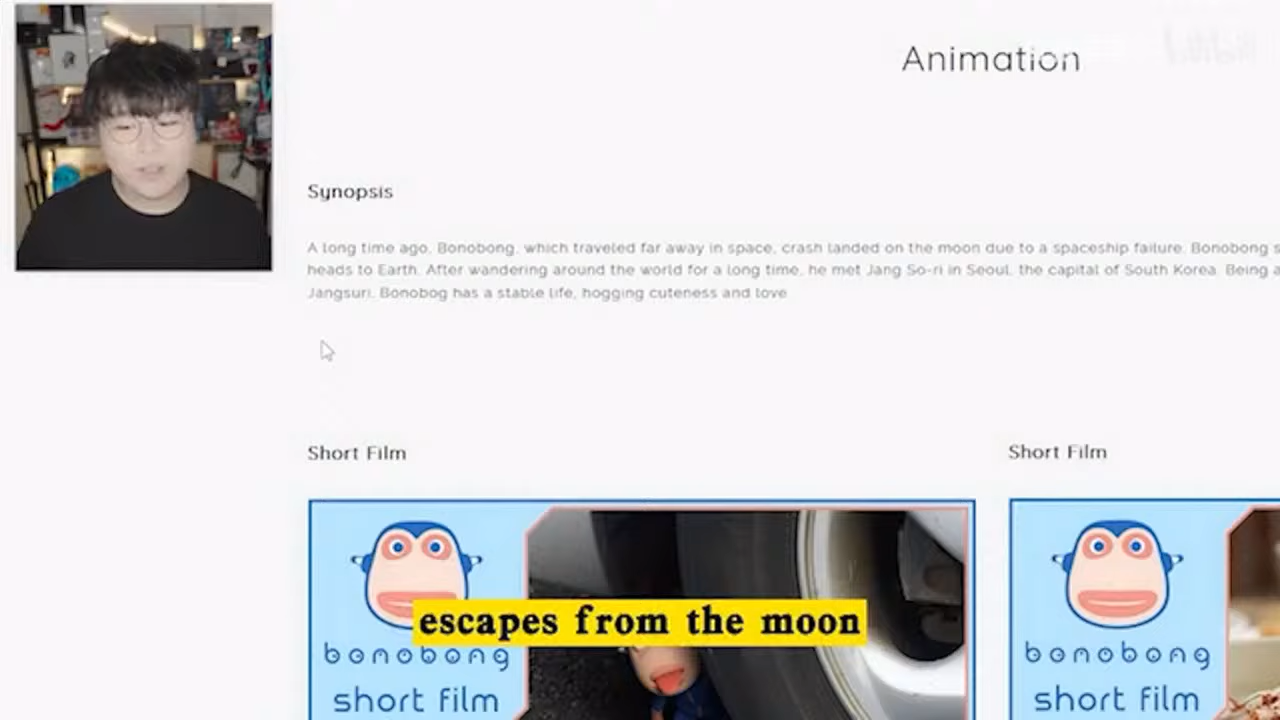 Animation
Synopsis
A long time ago, Bonobong, which traveled far away in space, crash landed on the moon due to a spaceship failure. Bonobong s
heads to Earth. After wandering around the world for a long time, he met Jang So-ri in Seoul, the capital of South Korea. Being a
Jangsuri, Bonobog has a stable life, hogging cuteness and love
Short Film
Short Film
escapes from the moon
bonobong
short film
bonobong
short film